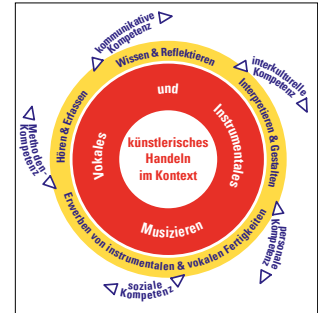 kommunikative
Kompetenz
interkulturelle
Kompetenz
personale
Kompetenz
soziale
Kompetenz
Methoden-
Kompetenz
Wissen & Reflektieren
Interpretieren & Gestalten
Erwerben von instrumentalen & vokalen Fertigkeiten
Hören & Erfassen
Vokales
und
Instrumentales
Musizieren
künstlerisches
Handeln
im Kontext